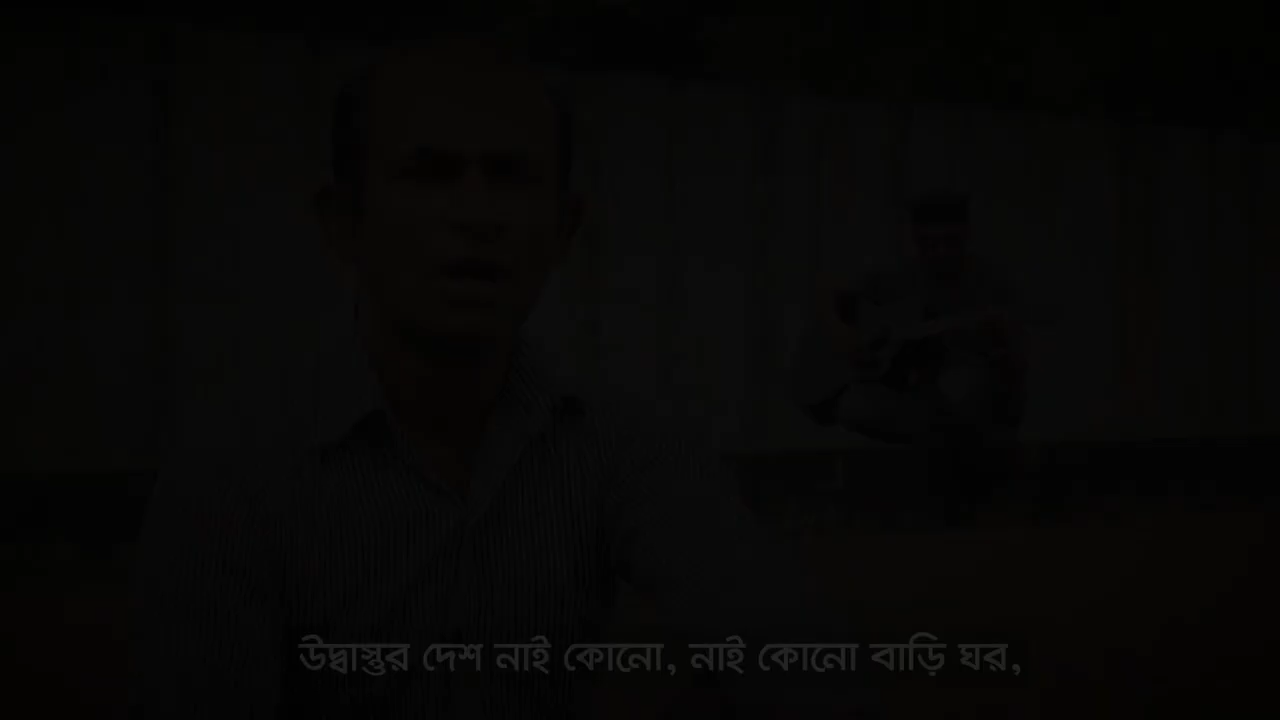 উদ্বাস্তুর দেশ নাই কোনো, নাই কোনো বাড়ি ঘর,